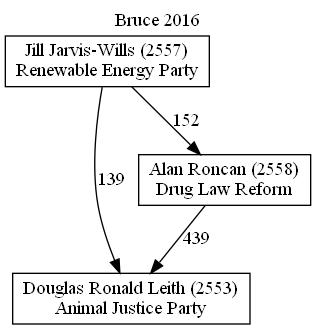 Bruce 2016
Jill Jarvis-Wills (2557)
Renewable Energy Party
152
Alan Roncan (2558)
Drug Law Reform
139
439
Douglas Ronald Leith (2553)
Animal Justice Party